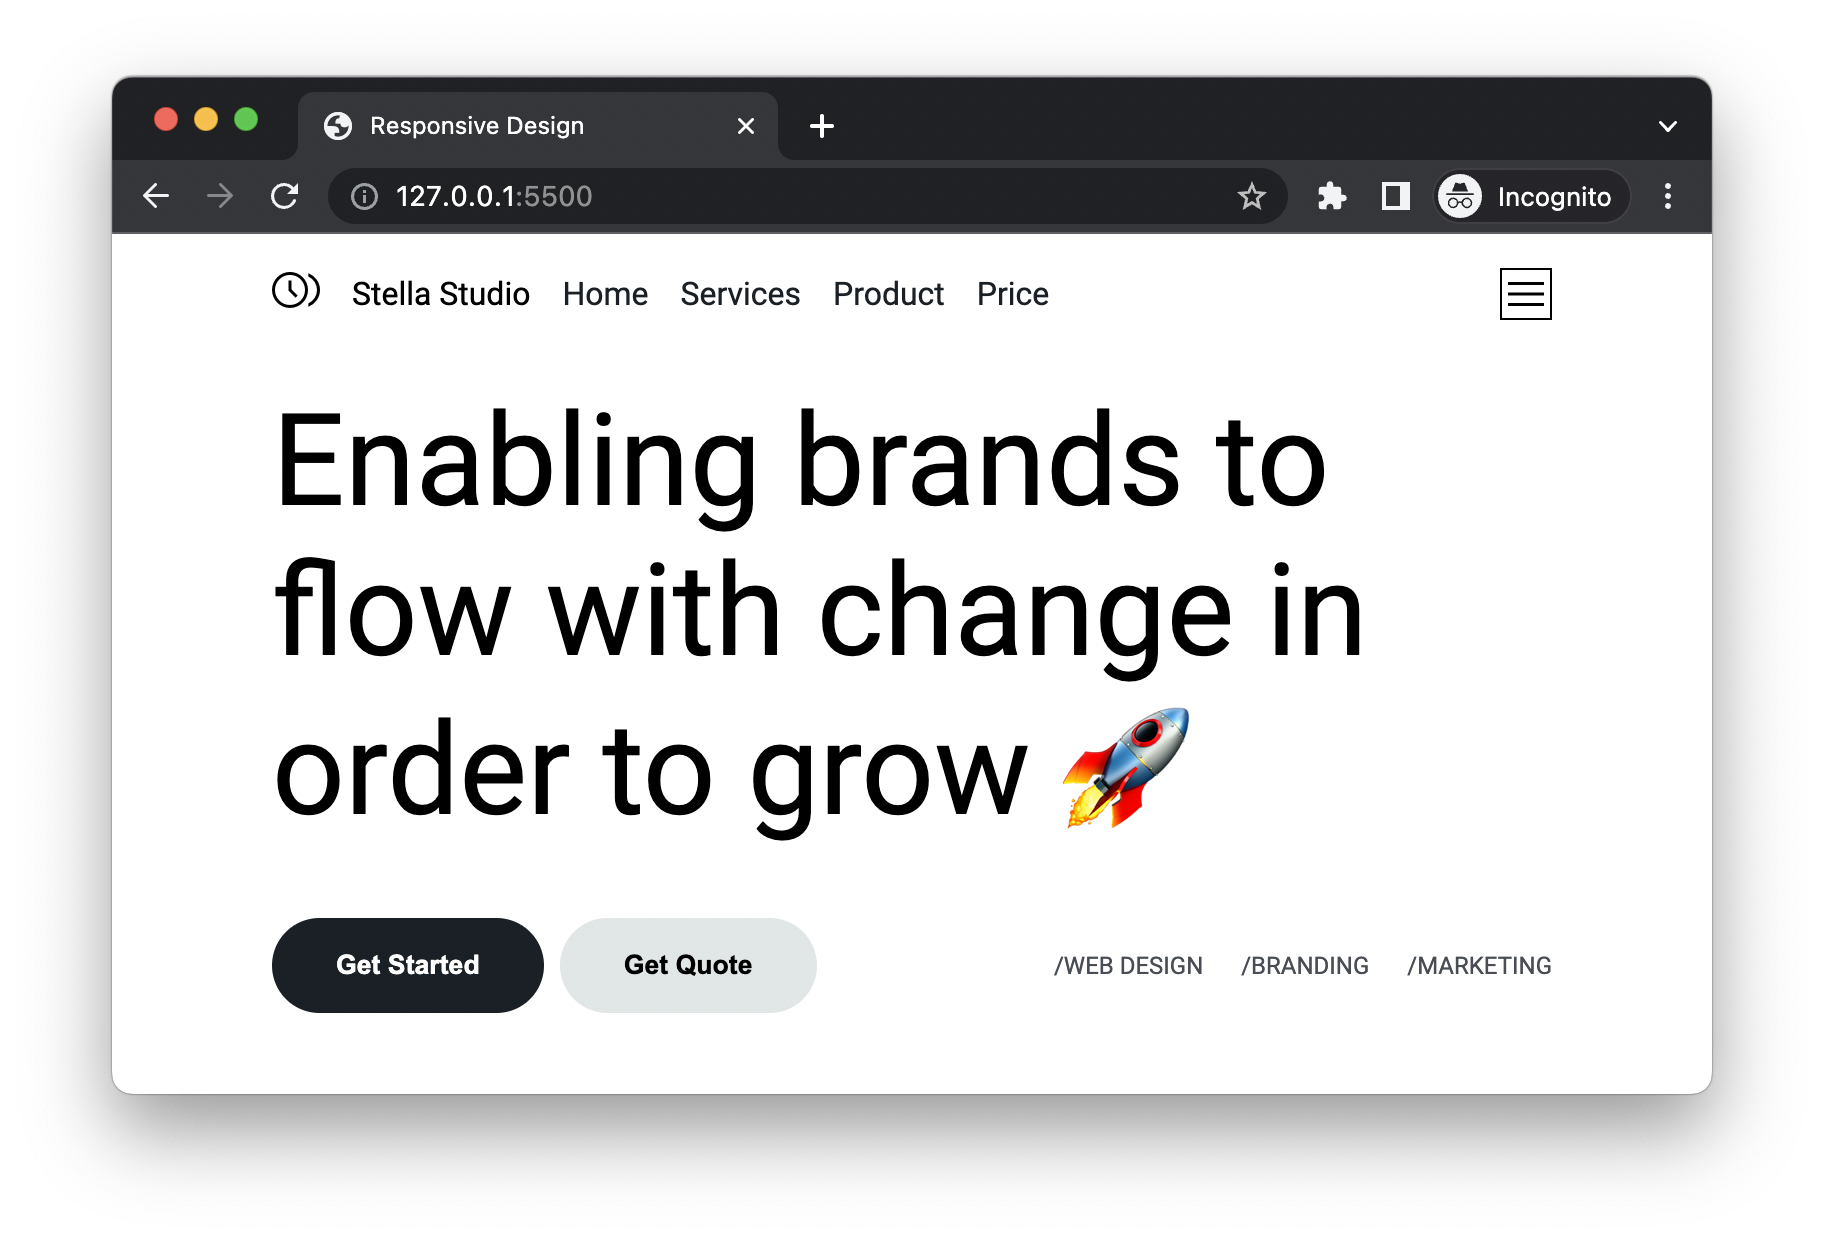 Responsive Design
127.0.0.1:5500
Incognito
Stella Studio Home Services Product Price
Enabling brands to
flow with change in
order to grow 🚀
Get Started Get Quote /WEB DESIGN /BRANDING /MARKETING